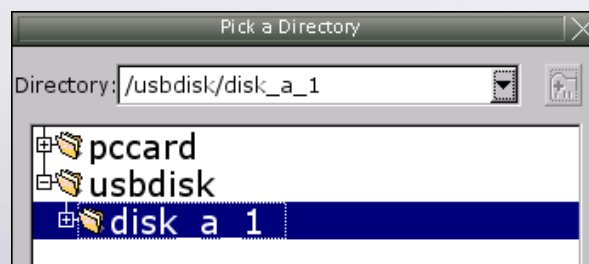 Pick a Directory
Directory: /usbdisk/disk_a_1
pccard
usbdisk
disk_a_1